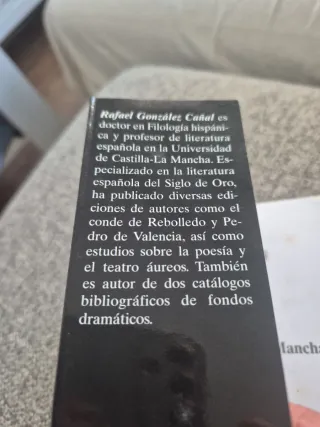 Rafael González Cañal es
doctor en Filología hispáni-
ca y profesor de literatura
española en la Universidad
de Castilla-La Mancha. Es-
pecializado en la literatura
española del Siglo de Oro,
ha publicado diversas edi-
ciones de autores como el
conde de Rebolledo y Pe-
dro de Valencia, así como
estudios sobre la poesía y
el teatro áureos. También
es autor de dos catálogos
bibliográficos de fondos
dramáticos.